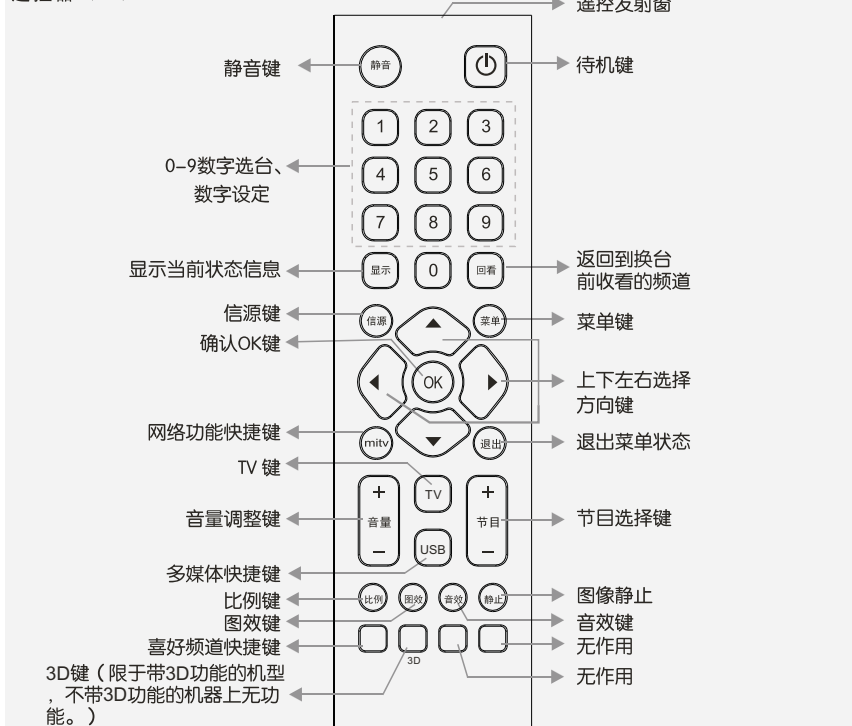 遥控发射窗
静音键
静音
待机键
1
2
3
0-9数字选台、
数字设定
4
5
6
7
8
9
显示当前状态信息
显示
0
回看
返回到换台
前收看的频道
信源键
信源
菜单
菜单键
确认OK键
OK
上下左右选择
方向键
网络功能快捷键
mitv
退出
退出菜单状态
TV 键
TV
+
音量
−
+
节目
−
音量调整键
节目选择键
USB
多媒体快捷键
比例键
比例
图效
音效
静止
图像静止
图效键
音效键
喜好频道快捷键
无作用
3D
3D键（限于带3D功能的机型
，不带3D功能的机器上无功
能。）
无作用